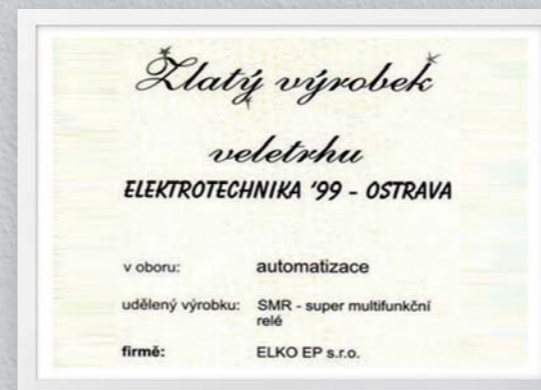 Zlatý výrobek
veletrhu
ELEKTROTECHNIKA '99 - OSTRAVA
v oboru: automatizace
udělený výrobku: SMR - super multifunkční
relé
firmě: ELKO EP s.r.o.